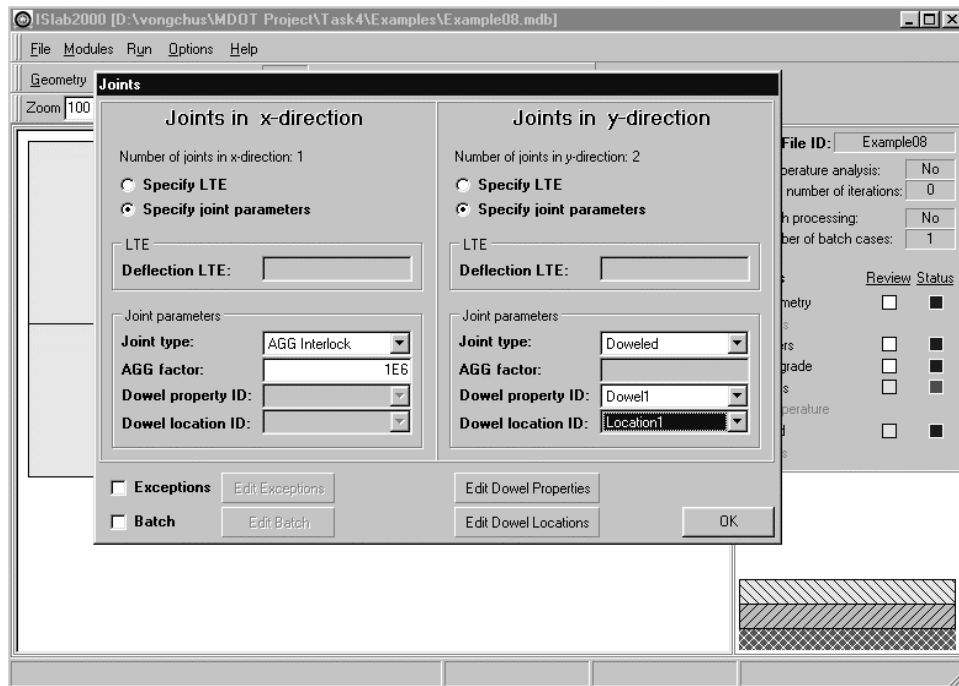 ISlab2000 [D:\vongchus\MDOT Project\Task4\Examples\Example08.mdb]
File Modules Run Options Help
Geometry
Zoom 100
Joints
Joints in x-direction
Number of joints in x-direction: 1
Specify LTE
Specify joint parameters
LTE
Deflection LTE:
Joint parameters
Joint type: AGG Interlock
AGG factor: 1E6
Dowel property ID:
Dowel location ID:
Joints in y-direction
Number of joints in y-direction: 2
Specify LTE
Specify joint parameters
LTE
Deflection LTE:
Joint parameters
Joint type: Doweled
AGG factor:
Dowel property ID: Dowel1
Dowel location ID: Location1
Exceptions Edit Exceptions
Batch Edit Batch
Edit Dowel Properties
Edit Dowel Locations
OK
File ID: Example08
perature analysis: No
number of iterations: 0
h processing: No
ber of batch cases: 1
Review Status
metry
rs
grade
s
perature
d
s